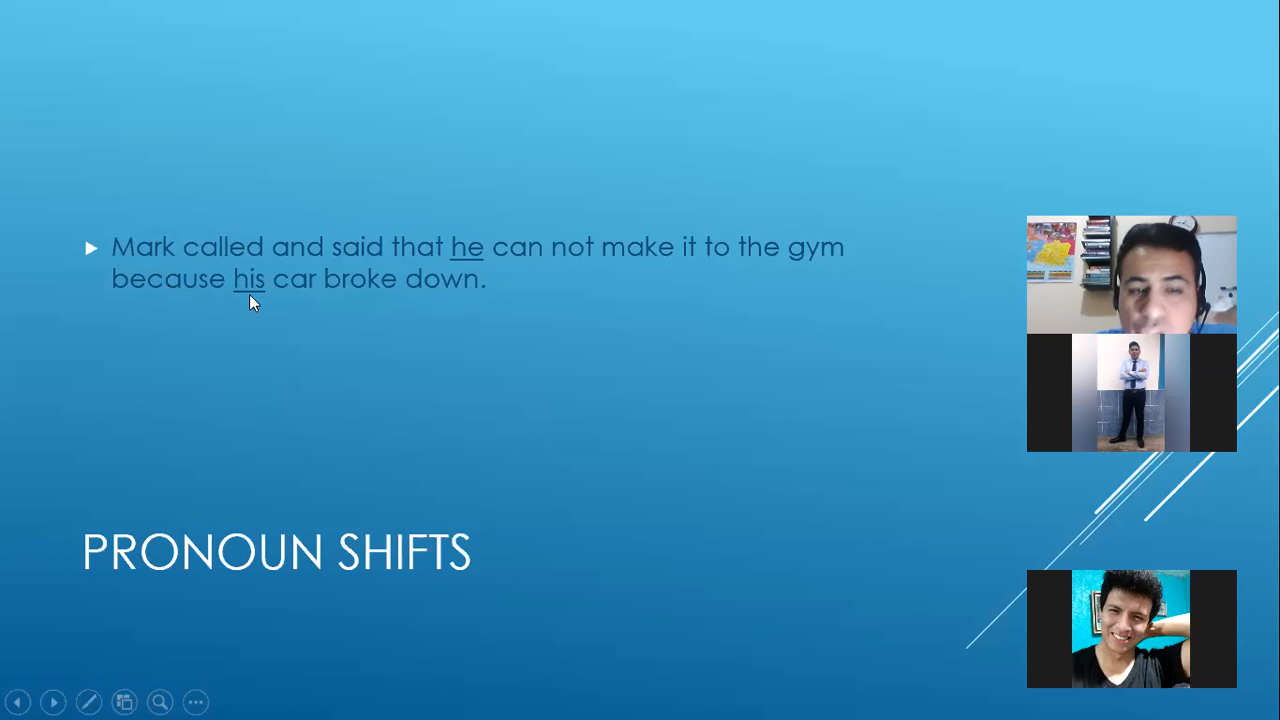 Mark called and said that he can not make it to the gym
because his car broke down.
PRONOUN SHIFTS